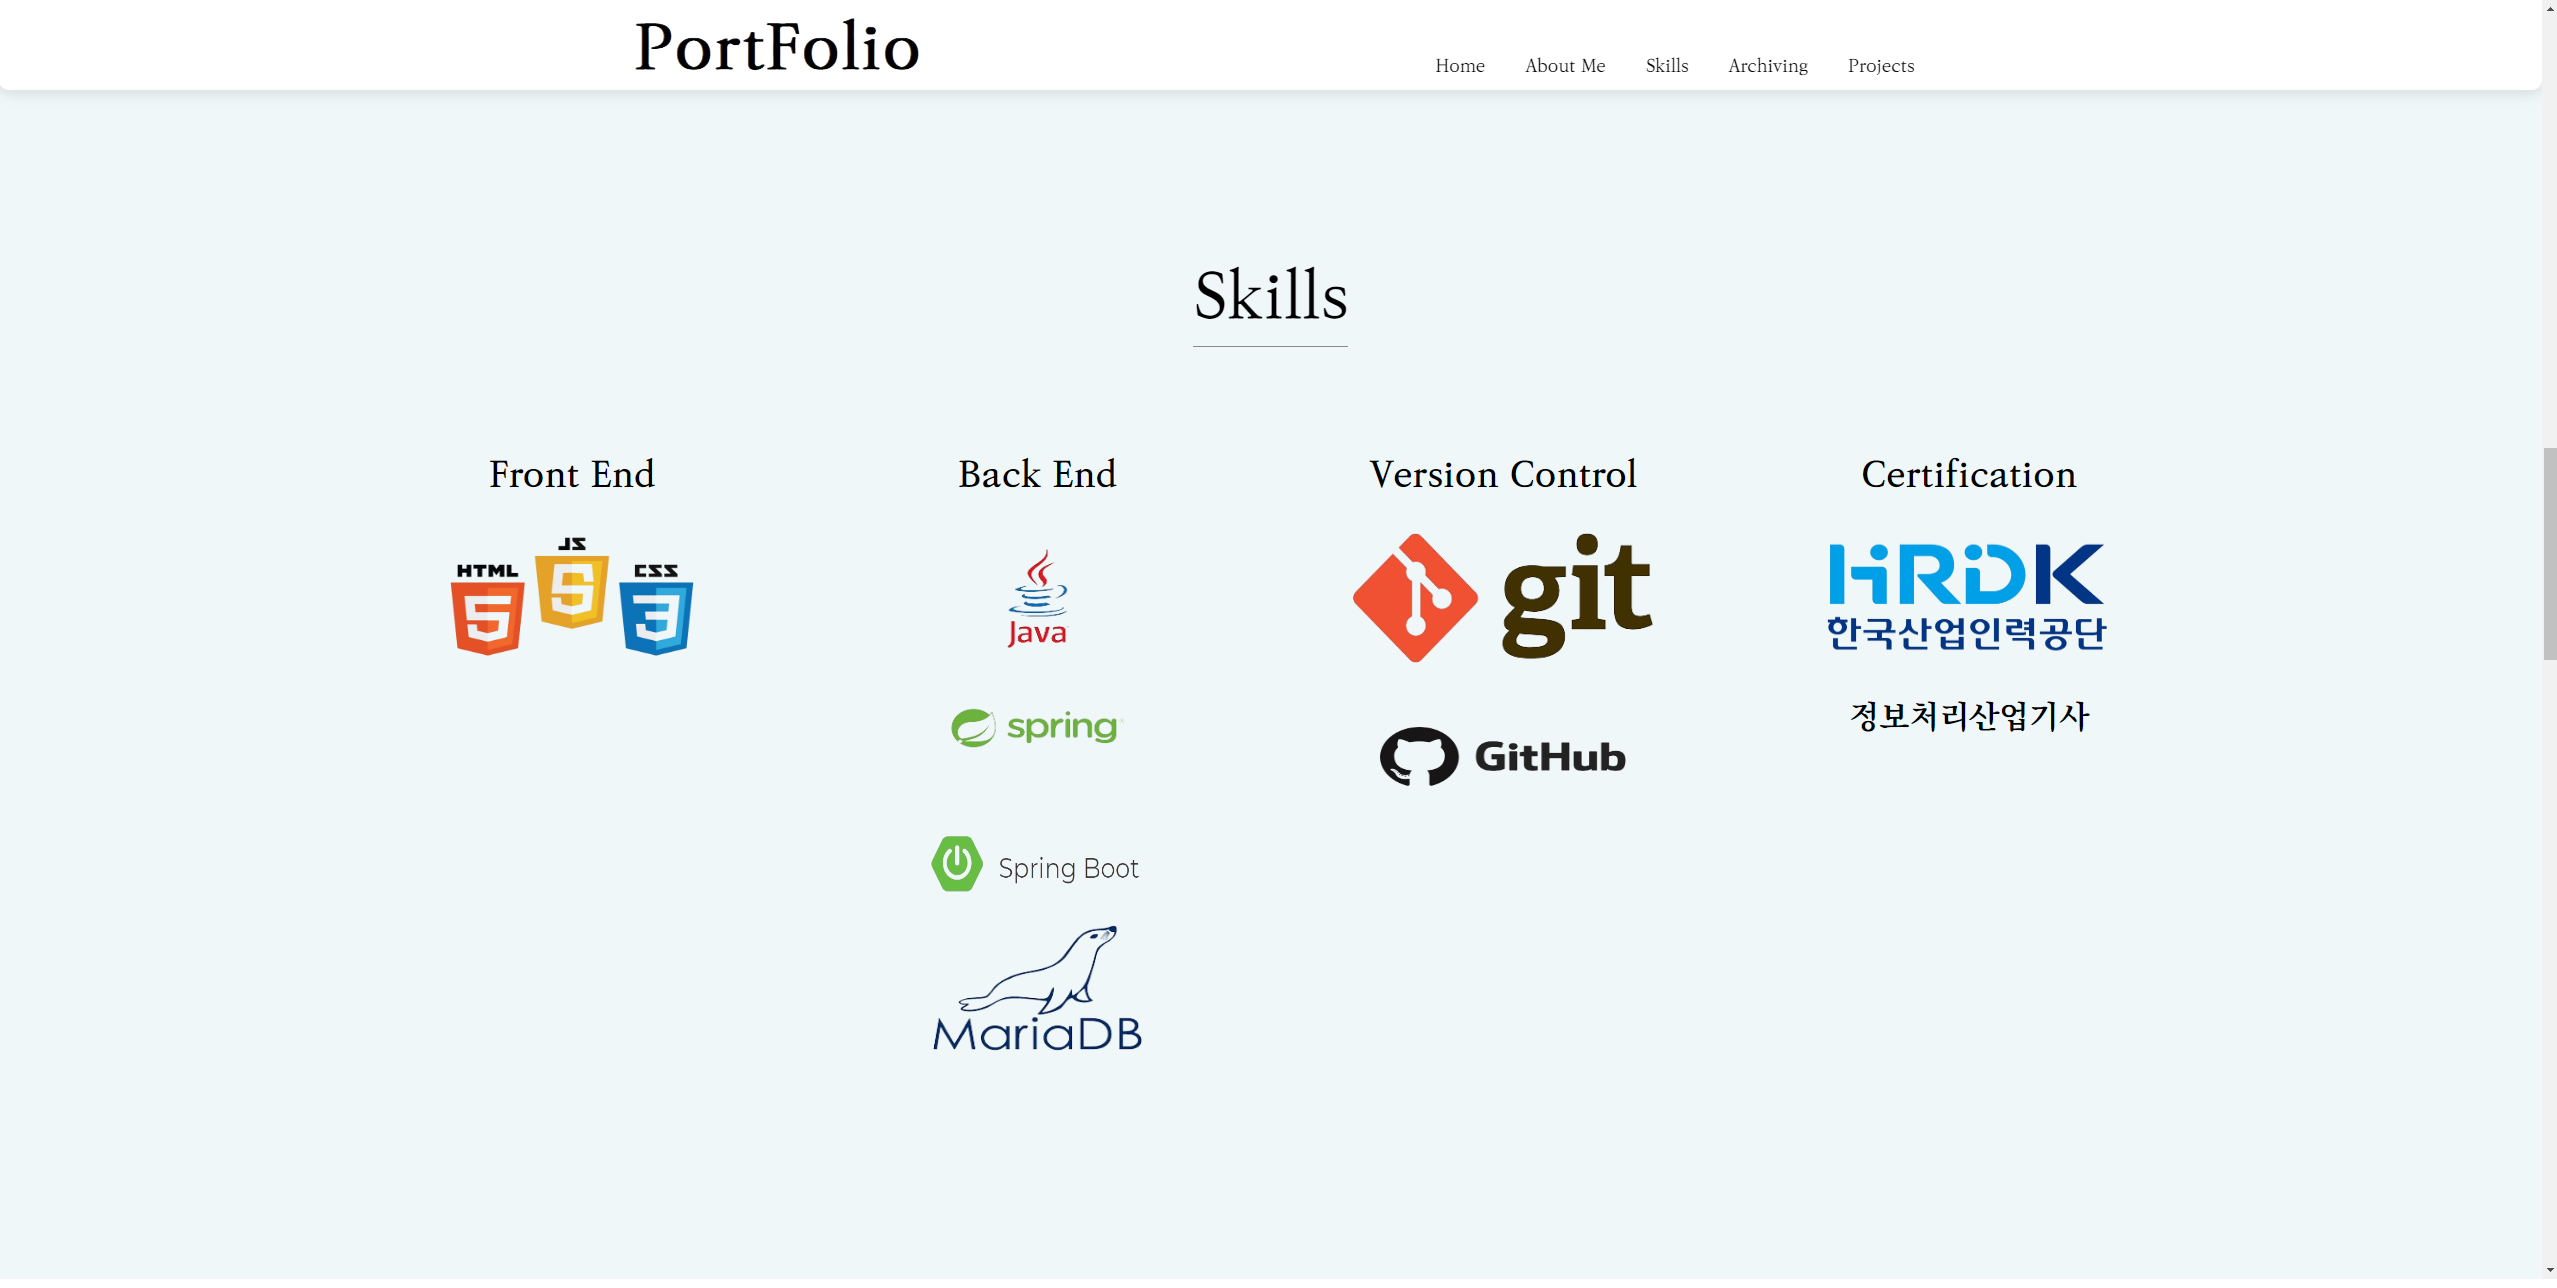 PortFolio
Home About Me Skills Archiving Projects
Skills
Front End
HTML JS CSS
5 5 3
Back End
Java
spring
Spring Boot
MariaDB
Version Control
git
GitHub
Certification
HRDK
한국산업인력공단
정보처리산업기사